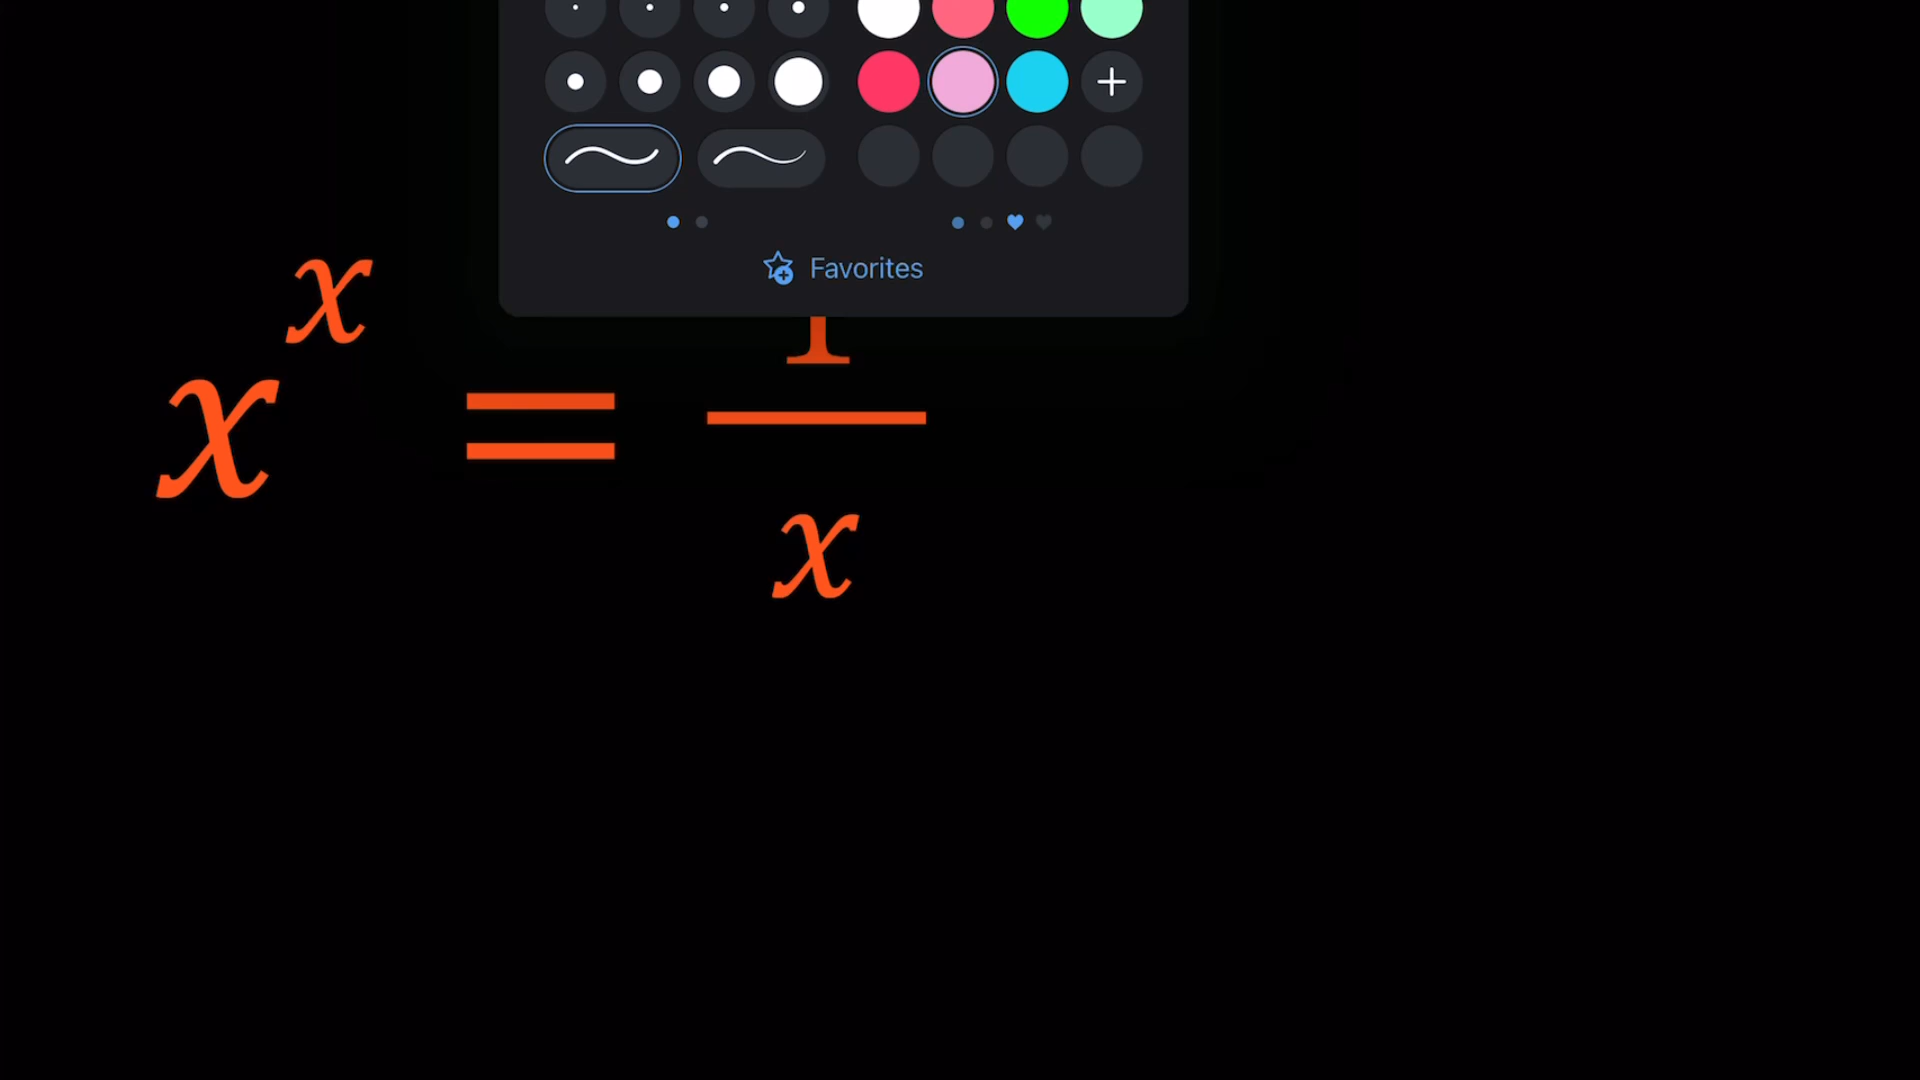 Favorites
x^x = 1/x